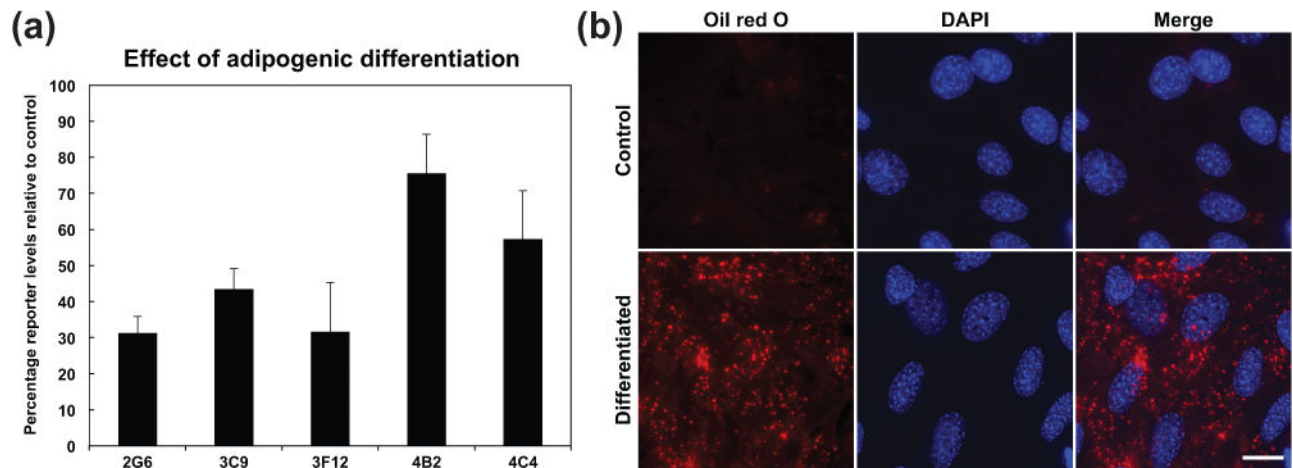 (a)
Effect of adipogenic differentiation
Percentage reporter levels relative to control
100
90
80
70
60
50
40
30
20
10
0
2G6 3C9 3F12 4B2 4C4
(b)
Oil red O DAPI Merge
Control
Differentiated